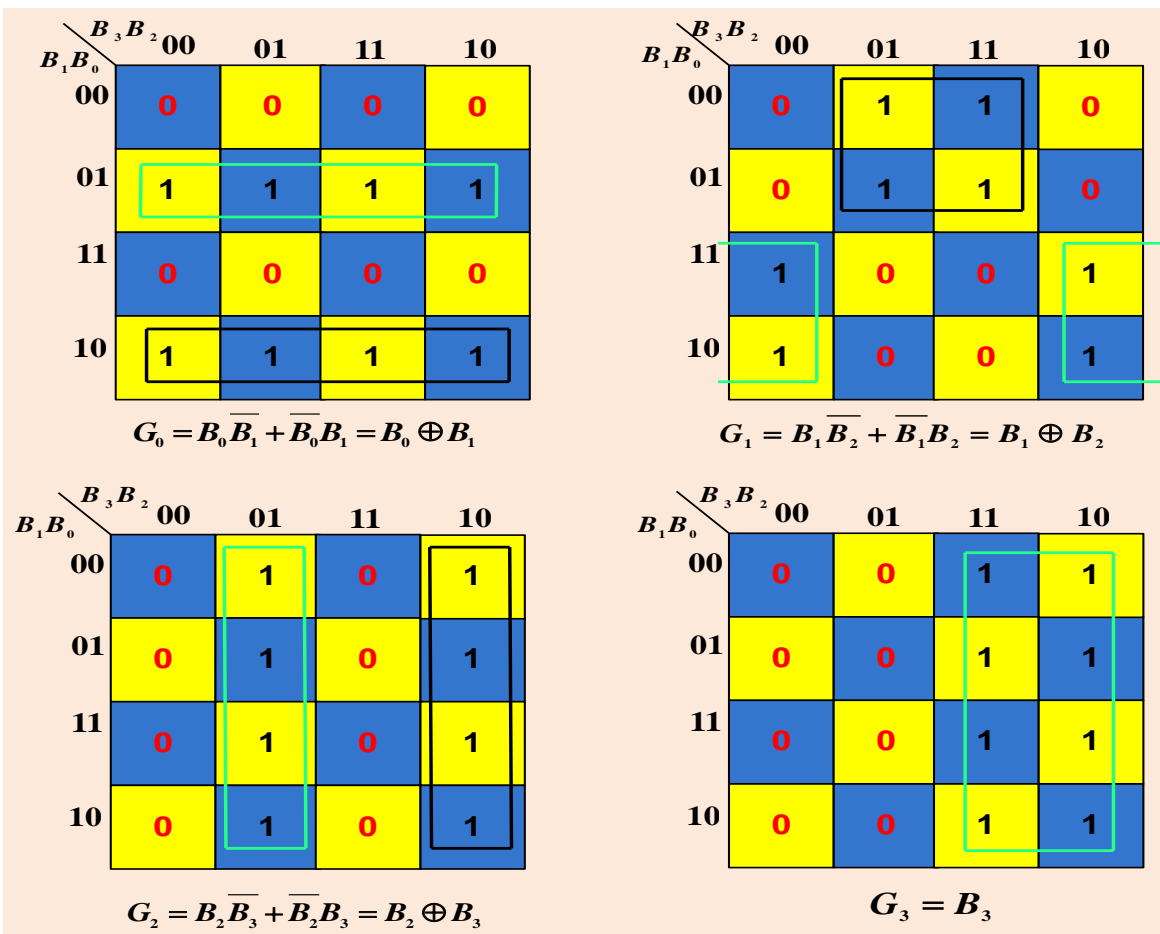 B₃B₂ 00 01 11 10
B₁B₀
00 0 0 0 0
01 1 1 1 1
11 0 0 0 0
10 1 1 1 1
G₀ = B₀B̅₁ + B̅₀B₁ = B₀ ⊕ B₁
B₃B₂ 00 01 11 10
B₁B₀
00 0 1 1 0
01 0 1 1 0
11 1 0 0 1
10 1 0 0 1
G₁ = B₁B̅₂ + B̅₁B₂ = B₁ ⊕ B₂
B₃B₂ 00 01 11 10
B₁B₀
00 0 1 0 1
01 0 1 0 1
11 0 1 0 1
10 0 1 0 1
G₂ = B₂B̅₃ + B̅₂B₃ = B₂ ⊕ B₃
B₃B₂ 00 01 11 10
B₁B₀
00 0 0 1 1
01 0 0 1 1
11 0 0 1 1
10 0 0 1 1
G₃ = B₃